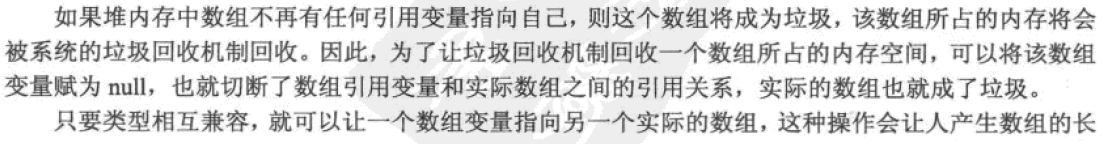 如果堆内存中数组不再有任何引用变量指向自己，则这个数组将成为垃圾，该数组所占的内存将会
被系统的垃圾回收机制回收。因此，为了让垃圾回收机制回收一个数组所占的内存空间，可以将该数组
变量赋为 null，也就切断了数组引用变量和实际数组之间的引用关系，实际的数组也就成了垃圾。
只要类型相互兼容，就可以让一个数组变量指向另一个实际的数组，这种操作会让人产生数组的长